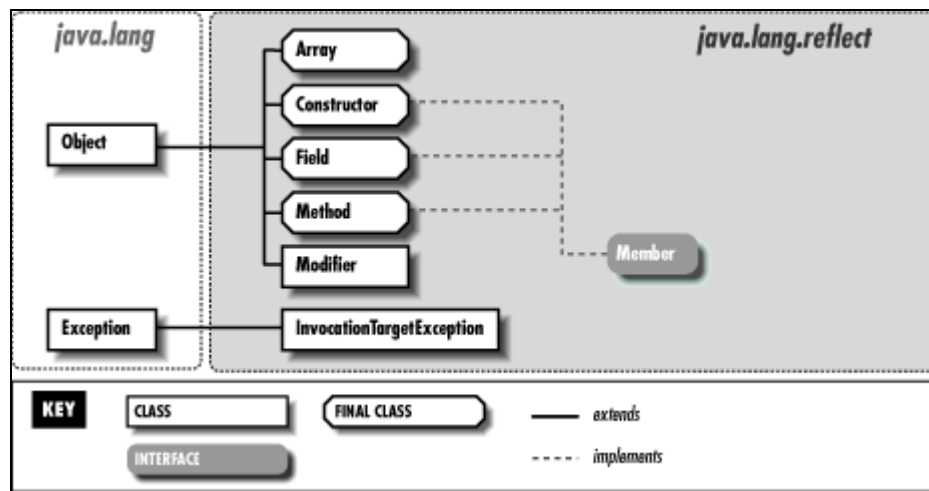 java.lang
java.lang.reflect
Array
Constructor
Object
Field
Method
Member
Modifier
Exception
InvocationTargetException
KEY
CLASS
FINAL CLASS
extends
INTERFACE
implements